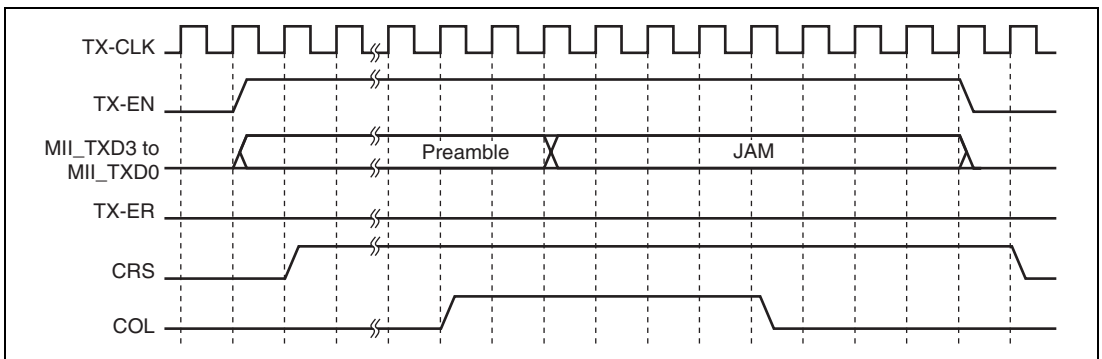 TX-CLK
TX-EN
MII_TXD3 to
MII_TXD0
Preamble
JAM
TX-ER
CRS
COL